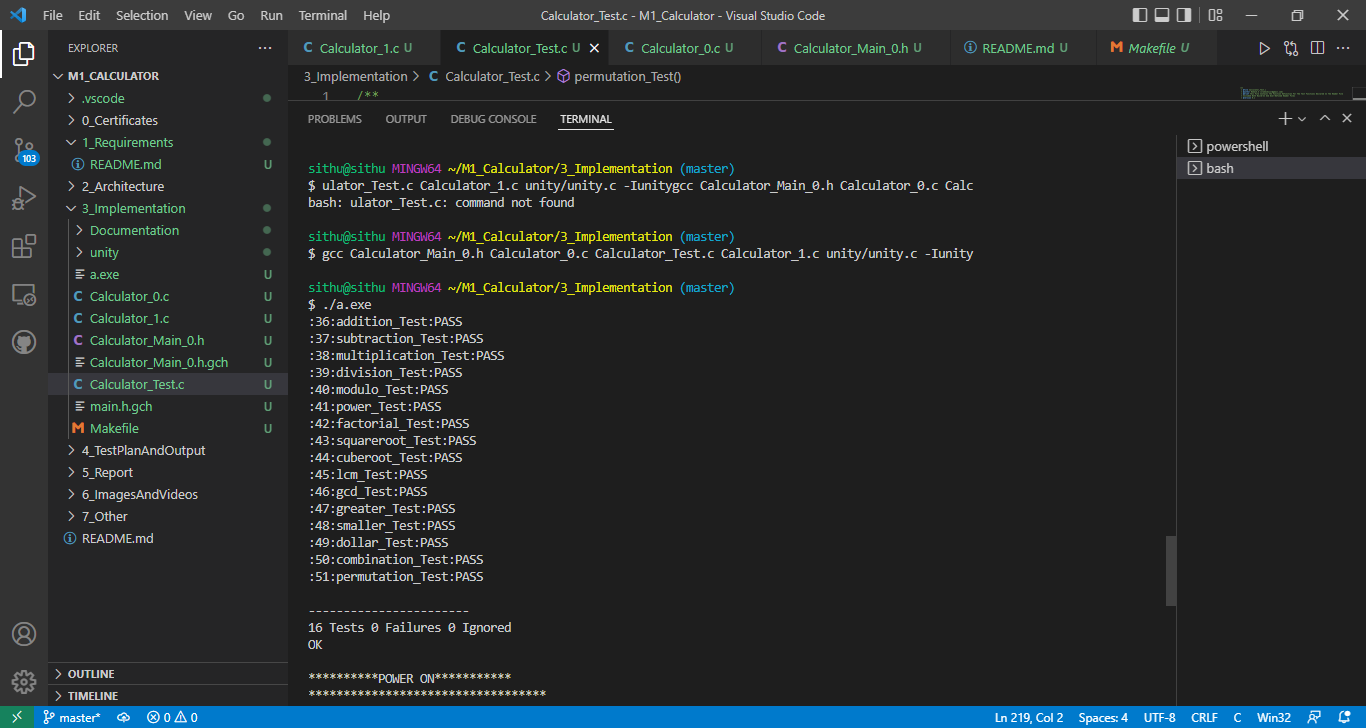 File Edit Selection View Go Run Terminal Help
Calculator_Test.c - M1_Calculator - Visual Studio Code
EXPLORER
M1_CALCULATOR
.vscode
0_Certificates
1_Requirements
README.md U
2_Architecture
3_Implementation
Documentation
unity
a.exe U
Calculator_0.c U
Calculator_1.c U
Calculator_Main_0.h U
Calculator_Main_0.h.gch U
Calculator_Test.c U
main.h.gch U
Makefile U
4_TestPlanAndOutput
5_Report
6_ImagesAndVideos
7_Other
README.md
OUTLINE
TIMELINE
103
C Calculator_1.c U
C Calculator_Test.c U
C Calculator_0.c U
C Calculator_Main_0.h U
README.md U
Makefile U
3_Implementation > C Calculator_Test.c > permutation_Test()
1 /**
PROBLEMS OUTPUT DEBUG CONSOLE TERMINAL
powershell
bash
sithu@sithu MINGW64 ~/M1_Calculator/3_Implementation (master)
$ ulator_Test.c Calculator_1.c unity/unity.c -Iunitygcc Calculator_Main_0.h Calculator_0.c Calc
bash: ulator_Test.c: command not found
sithu@sithu MINGW64 ~/M1_Calculator/3_Implementation (master)
$ gcc Calculator_Main_0.h Calculator_0.c Calculator_Test.c Calculator_1.c unity/unity.c -Iunity
sithu@sithu MINGW64 ~/M1_Calculator/3_Implementation (master)
$ ./a.exe
:36:addition_Test:PASS
:37:subtraction_Test:PASS
:38:multiplication_Test:PASS
:39:division_Test:PASS
:40:modulo_Test:PASS
:41:power_Test:PASS
:42:factorial_Test:PASS
:43:squareroot_Test:PASS
:44:cuberoot_Test:PASS
:45:lcm_Test:PASS
:46:gcd_Test:PASS
:47:greater_Test:PASS
:48:smaller_Test:PASS
:49:dollar_Test:PASS
:50:combination_Test:PASS
:51:permutation_Test:PASS
-----------------------
16 Tests 0 Failures 0 Ignored
OK
**********POWER ON***********
**********************************
master* 0 0 Ln 219, Col 2 Spaces: 4 UTF-8 CRLF C Win32